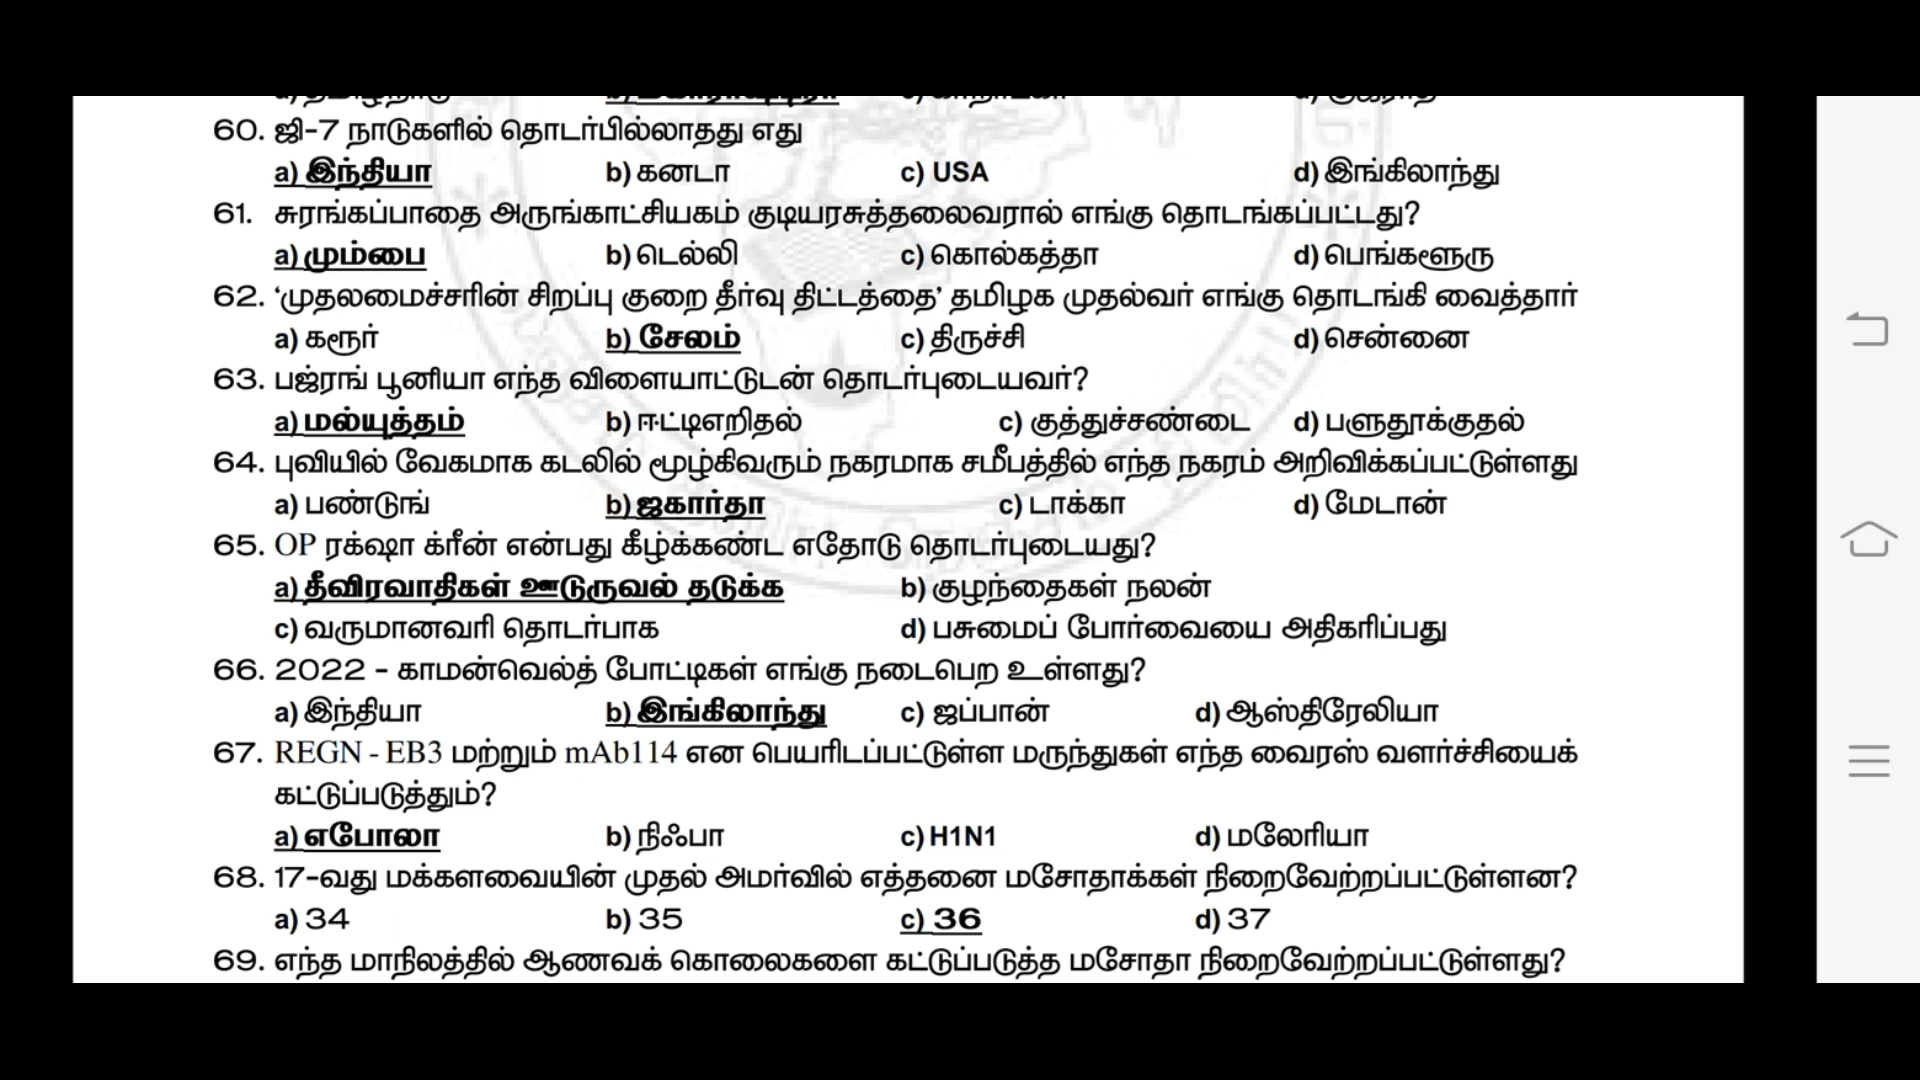 60. ஜி-7 நாடுகளில் தொடர்பில்லாதது எது
a) இந்தியா b) கனடா c) USA d) இங்கிலாந்து
61. சுரங்கப்பாதை அருங்காட்சியகம் குடியரசுத்தலைவரால் எங்கு தொடங்கப்பட்டது?
a) மும்பை b) டெல்லி c) கொல்கத்தா d) பெங்களூரு
62. ‘முதலமைச்சரின் சிறப்பு குறை தீர்வு திட்டத்தை’ தமிழக முதல்வர் எங்கு தொடங்கி வைத்தார்
a) கரூர் b) சேலம் c) திருச்சி d) சென்னை
63. பஜ்ரங் பூனியா எந்த விளையாட்டுடன் தொடர்புடையவர்?
a) மல்யுத்தம் b) ஈட்டிஎறிதல் c) குத்துச்சண்டை d) பளுதூக்குதல்
64. புவியில் வேகமாக கடலில் மூழ்கிவரும் நகரமாக சமீபத்தில் எந்த நகரம் அறிவிக்கப்பட்டுள்ளது
a) பண்டுங் b) ஜகார்தா c) டாக்கா d) மேடான்
65. OP ரக்‌ஷா க்ரீன் என்பது கீழ்க்கண்ட எதோடு தொடர்புடையது?
a) தீவிரவாதிகள் ஊடுருவல் தடுக்க b) குழந்தைகள் நலன்
c) வருமானவரி தொடர்பாக d) பசுமைப் போர்வையை அதிகரிப்பது
66. 2022 - காமன்வெல்த் போட்டிகள் எங்கு நடைபெற உள்ளது?
a) இந்தியா b) இங்கிலாந்து c) ஜப்பான் d) ஆஸ்திரேலியா
67. REGN - EB3 மற்றும் mAb114 என பெயரிடப்பட்டுள்ள மருந்துகள் எந்த வைரஸ் வளர்ச்சியைக்
கட்டுப்படுத்தும்?
a) எபோலா b) நிஃபா c) H1N1 d) மலேரியா
68. 17-வது மக்களவையின் முதல் அமர்வில் எத்தனை மசோதாக்கள் நிறைவேற்றப்பட்டுள்ளன?
a) 34 b) 35 c) 36 d) 37
69. எந்த மாநிலத்தில் ஆணவக் கொலைகளை கட்டுப்படுத்த மசோதா நிறைவேற்றப்பட்டுள்ளது?